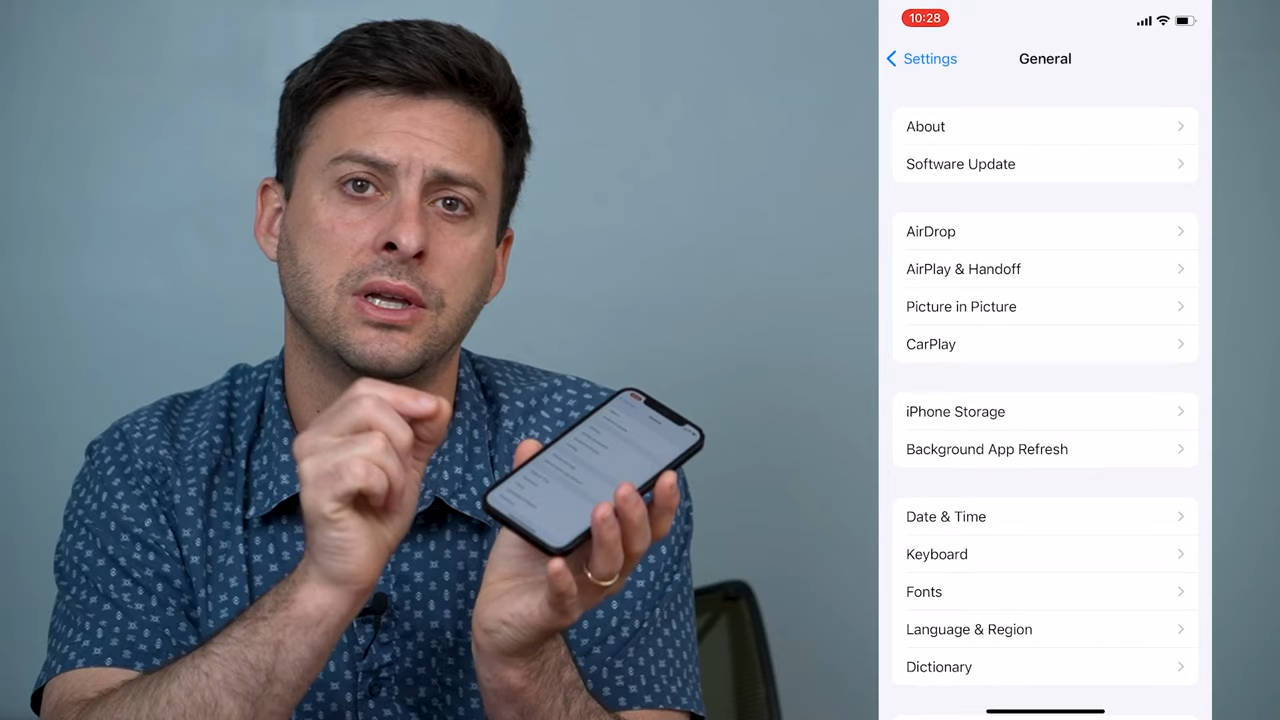 10:28
Settings
General
About
Software Update
AirDrop
AirPlay & Handoff
Picture in Picture
CarPlay
iPhone Storage
Background App Refresh
Date & Time
Keyboard
Fonts
Language & Region
Dictionary